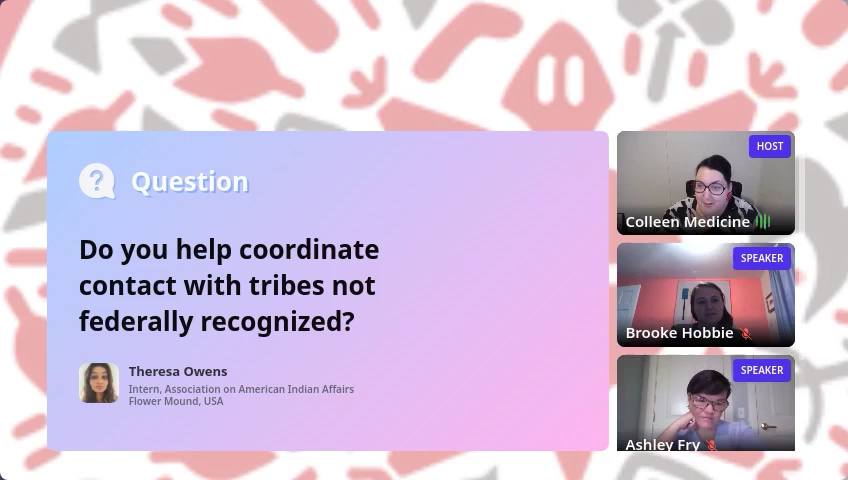 Question
Do you help coordinate
contact with tribes not
federally recognized?
Theresa Owens
Intern, Association on American Indian Affairs
Flower Mound, USA
HOST
Colleen Medicine
SPEAKER
Brooke Hobbie
SPEAKER
Ashley Fry